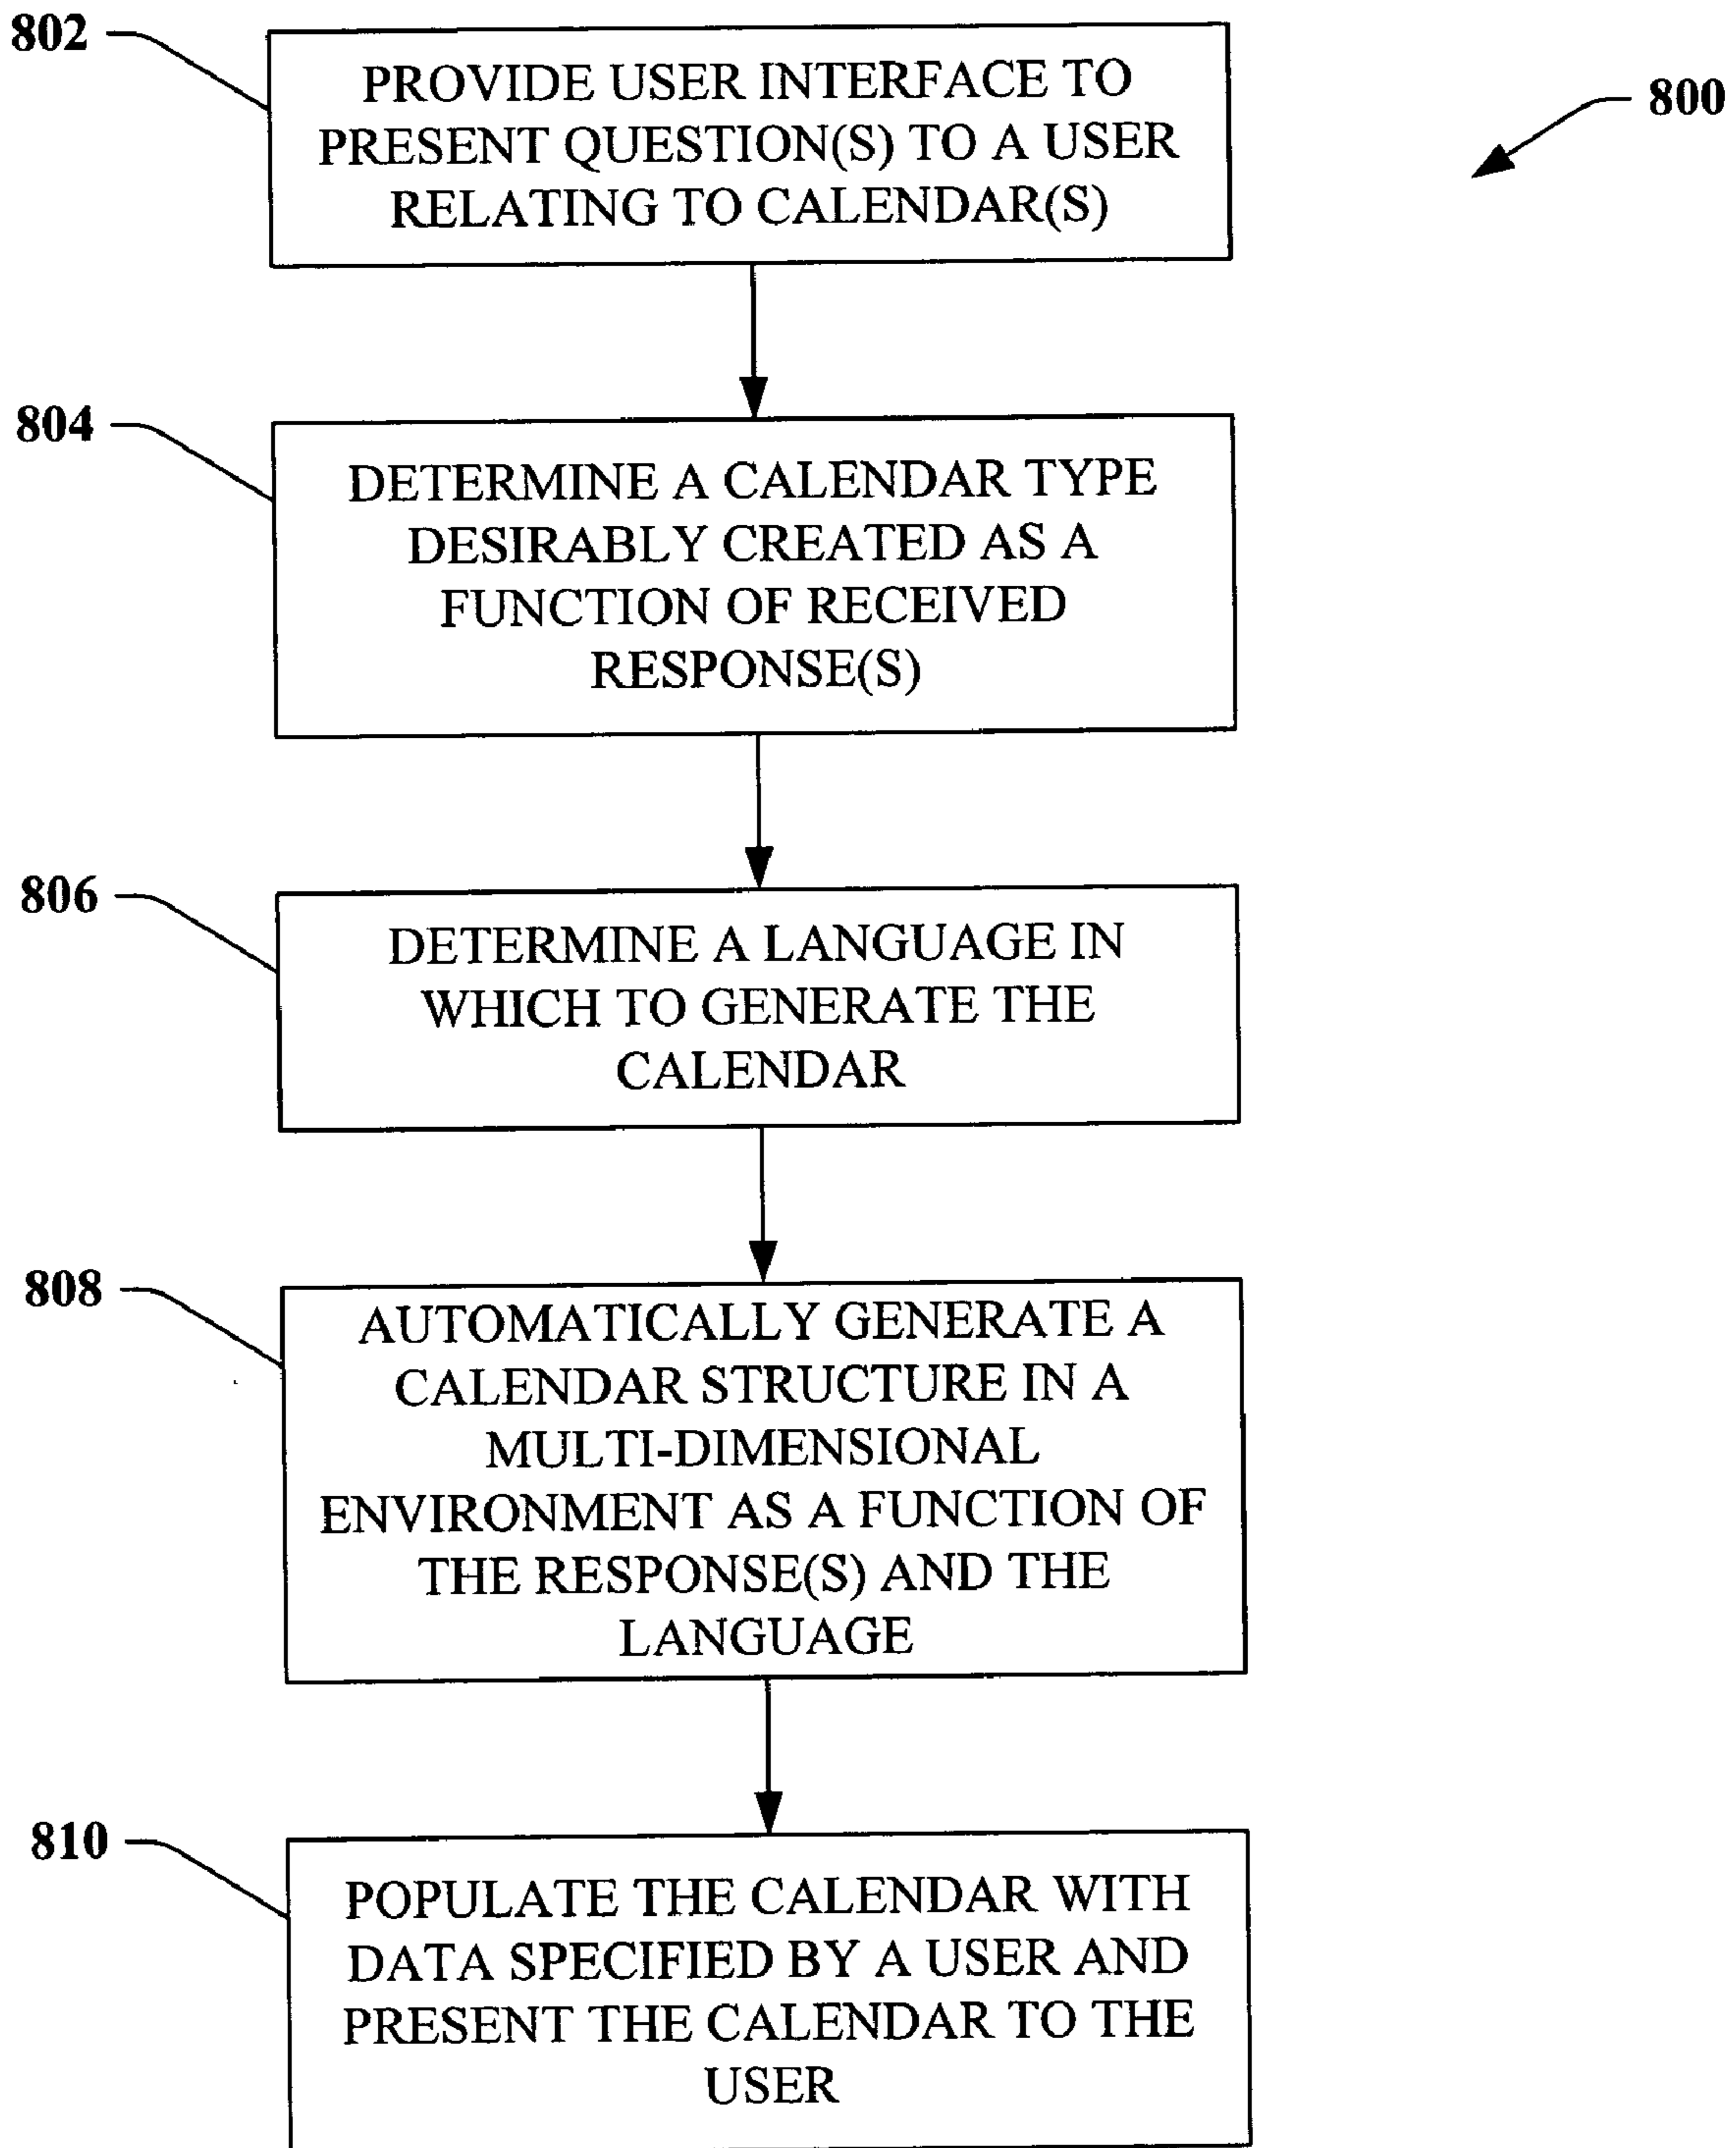 802
PROVIDE USER INTERFACE TO
PRESENT QUESTION(S) TO A USER
RELATING TO CALENDAR(S)
800
804
DETERMINE A CALENDAR TYPE
DESIRABLY CREATED AS A
FUNCTION OF RECEIVED
RESPONSE(S)
806
DETERMINE A LANGUAGE IN
WHICH TO GENERATE THE
CALENDAR
808
AUTOMATICALLY GENERATE A
CALENDAR STRUCTURE IN A
MULTI-DIMENSIONAL
ENVIRONMENT AS A FUNCTION OF
THE RESPONSE(S) AND THE
LANGUAGE
810
POPULATE THE CALENDAR WITH
DATA SPECIFIED BY A USER AND
PRESENT THE CALENDAR TO THE
USER